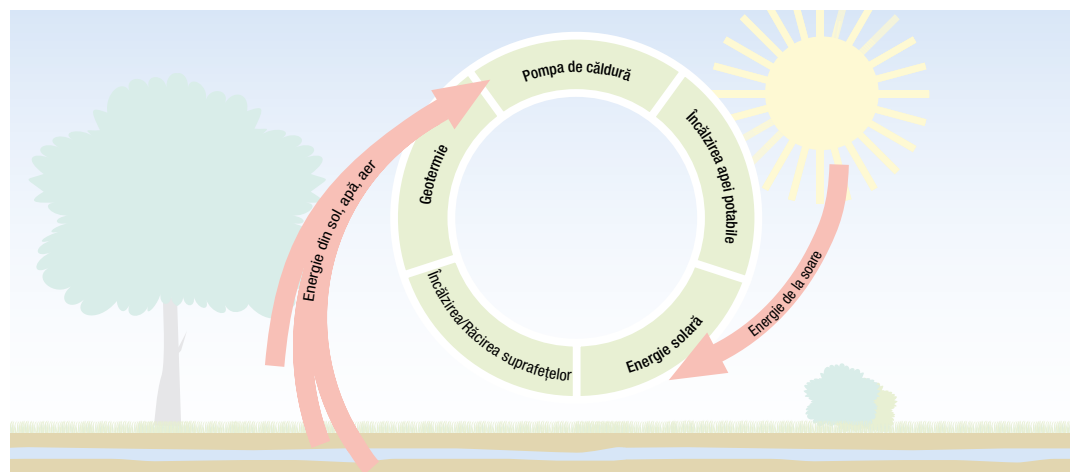 Pompa de căldură
Încălzirea apei potabile
Geotermie
Energie din sol, apă, aer
Energie de la soare
Încălzirea/Răcirea suprafețelor
Energie solară